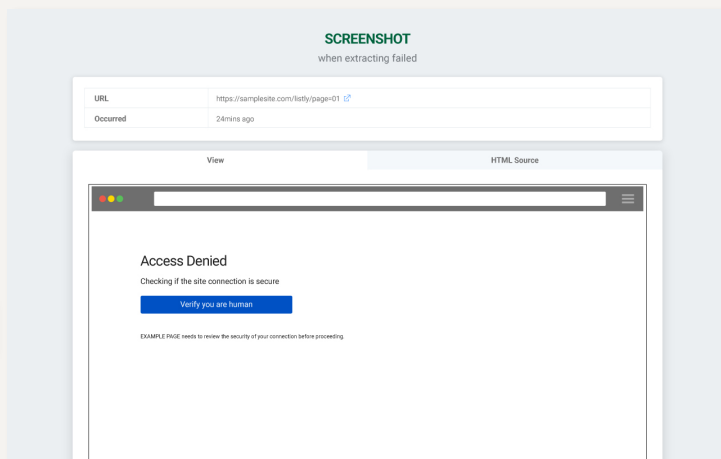 SCREENSHOT
when extracting failed
URL https://samplesite.com/listly/page=01
Occurred 24mins ago
View HTML Source
Access Denied
Checking if the site connection is secure
Verify you are human
EXAMPLE PAGE needs to review the security of your connection before proceeding.